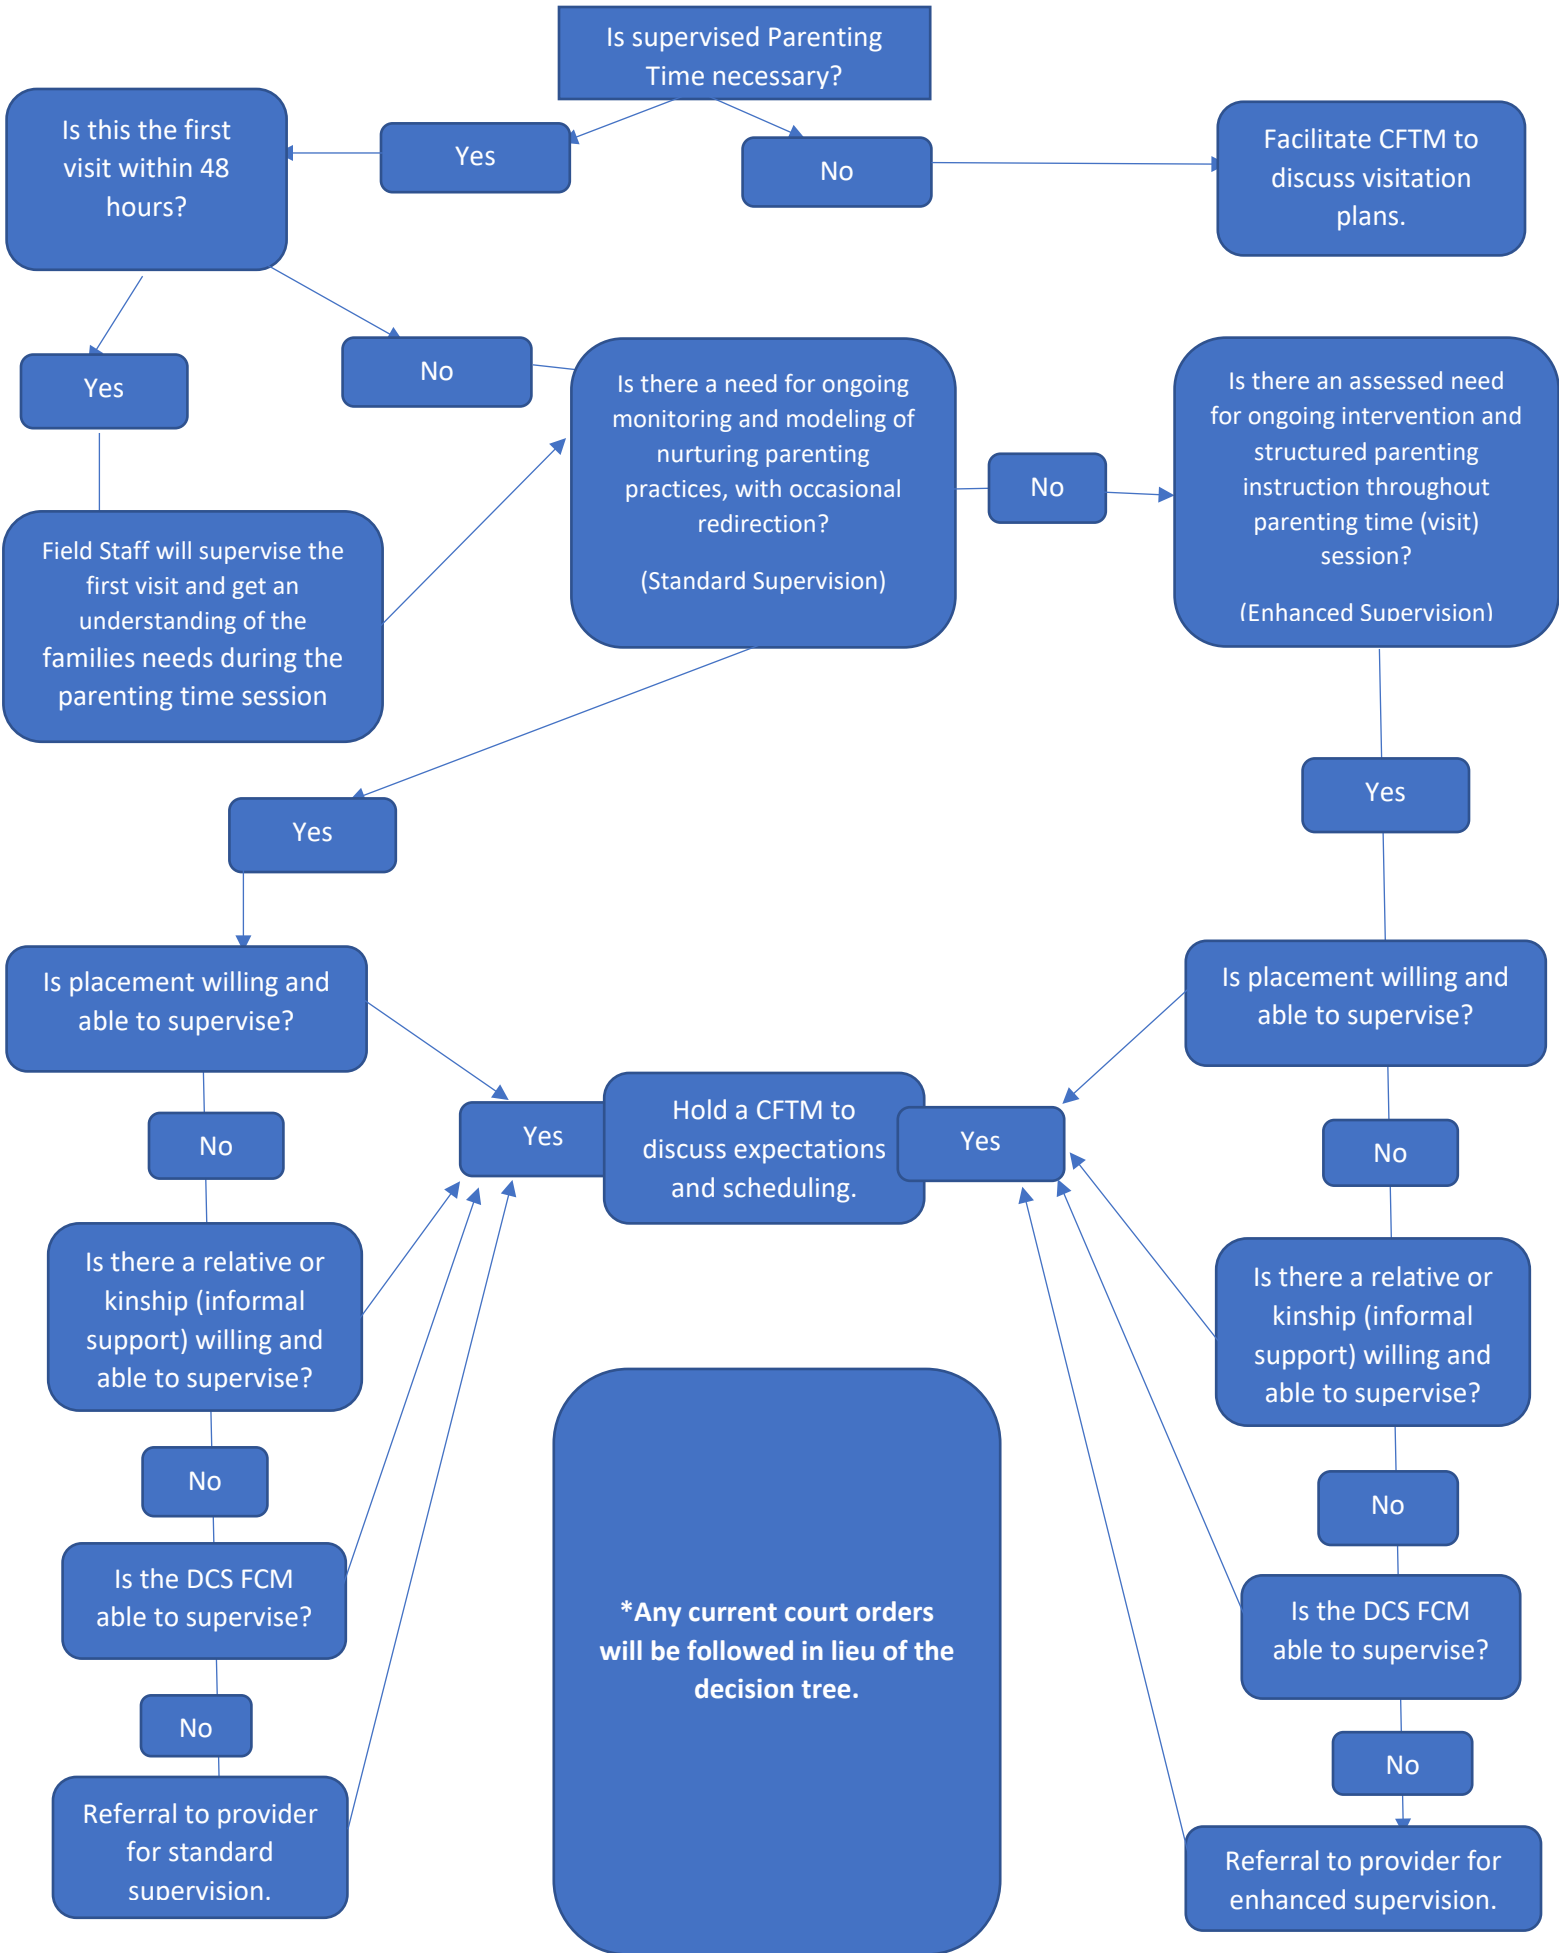 Is supervised Parenting
Time necessary?
Is this the first
visit within 48
hours?
Yes
No
Facilitate CFTM to
discuss visitation
plans.
Yes
No
Is there a need for ongoing
monitoring and modeling of
nurturing parenting
practices, with occasional
redirection?
(Standard Supervision)
No
Is there an assessed need
for ongoing intervention and
structured parenting
instruction throughout
parenting time (visit)
session?
(Enhanced Supervision)
Field Staff will supervise the
first visit and get an
understanding of the
families needs during the
parenting time session
Yes
Yes
Is placement willing and
able to supervise?
Is placement willing and
able to supervise?
No
Yes
Hold a CFTM to
discuss expectations
and scheduling.
Yes
No
Is there a relative or
kinship (informal
support) willing and
able to supervise?
Is there a relative or
kinship (informal
support) willing and
able to supervise?
No
No
Is the DCS FCM
able to supervise?
*Any current court orders
will be followed in lieu of the
decision tree.
Is the DCS FCM
able to supervise?
No
No
Referral to provider
for standard
supervision.
Referral to provider for
enhanced supervision.